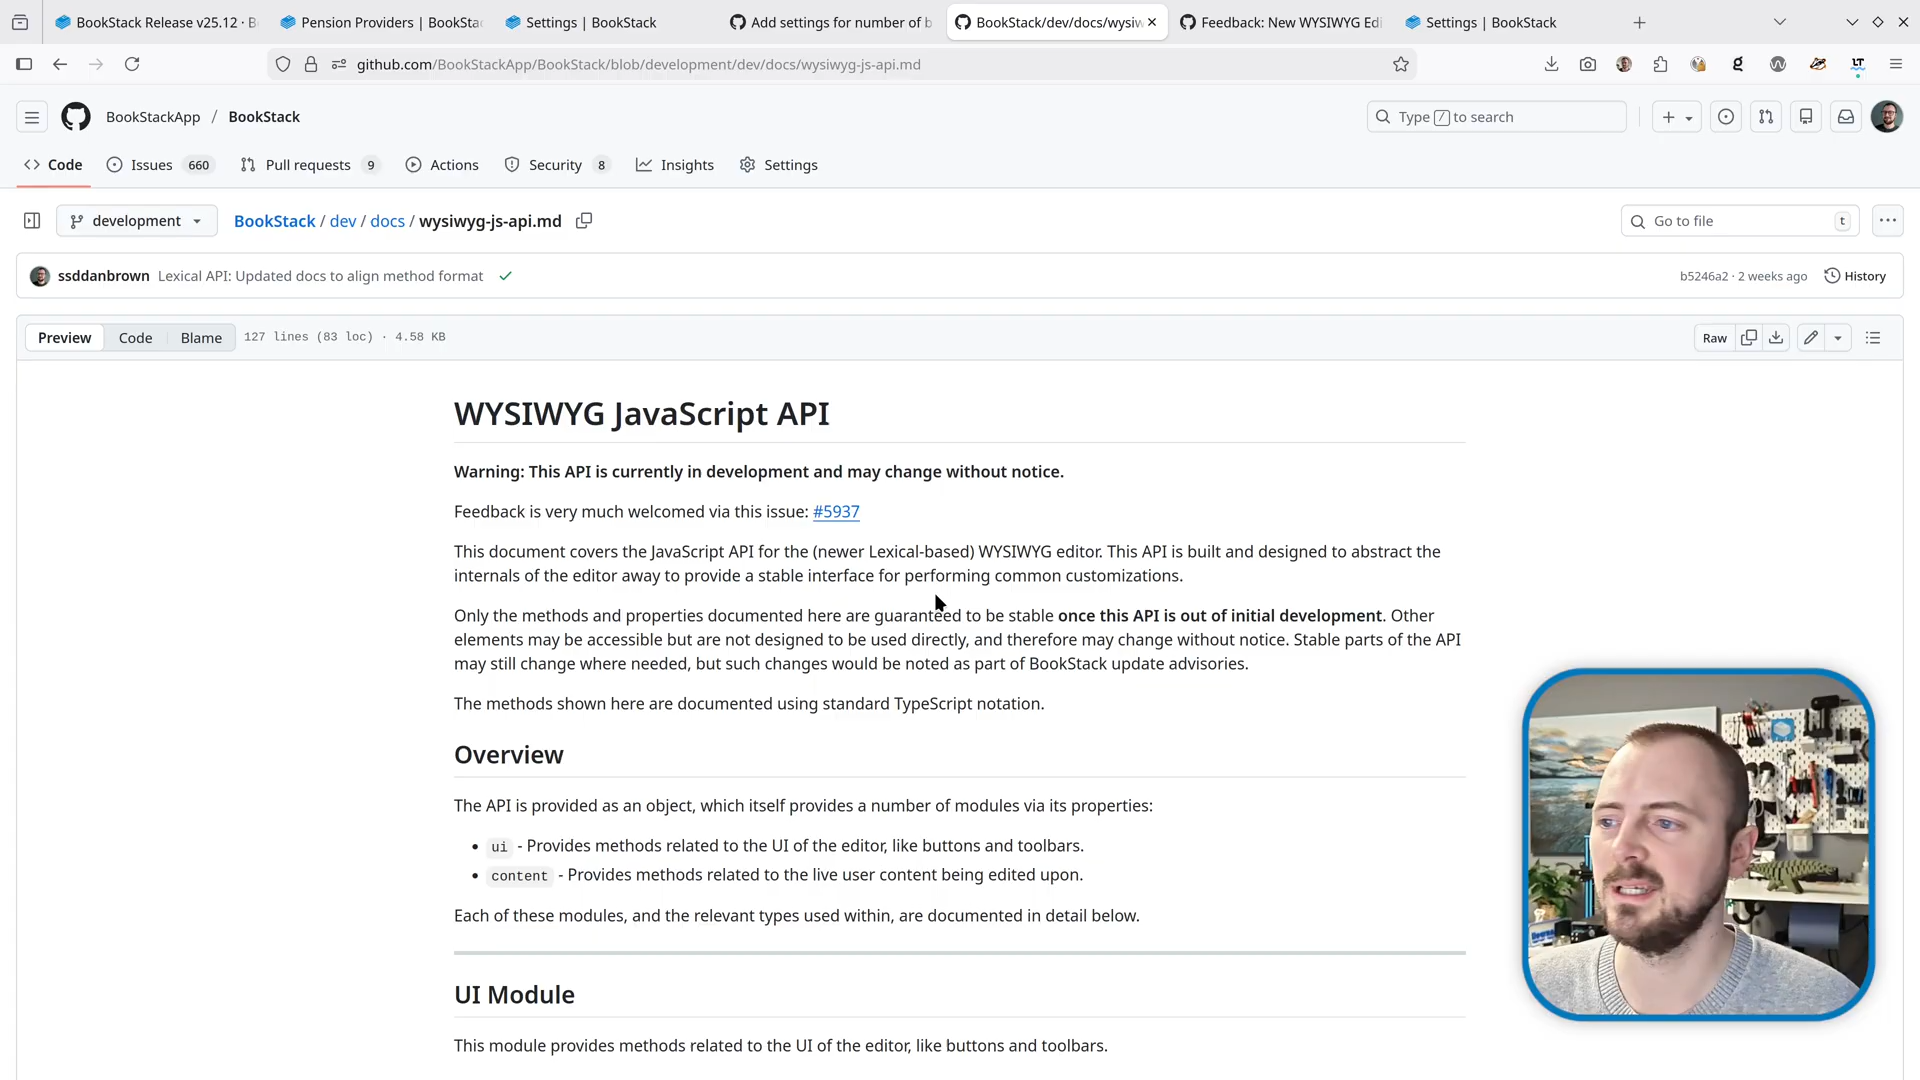 BookStack Release v25.12 · B
Pension Providers | BookStac
Settings | BookStack
Add settings for number of b
BookStack/dev/docs/wysiw
Feedback: New WYSIWYG Edi
Settings | BookStack
github.com/BookStackApp/BookStack/blob/development/dev/docs/wysiwyg-js-api.md
BookStackApp / BookStack
Type / to search
Code
Issues 660
Pull requests 9
Actions
Security 8
Insights
Settings
development
BookStack / dev / docs / wysiwyg-js-api.md
Go to file t
ssddanbrown Lexical API: Updated docs to align method format
b5246a2 · 2 weeks ago
History
Preview
Code
Blame
127 lines (83 loc) · 4.58 KB
Raw
WYSIWYG JavaScript API
Warning: This API is currently in development and may change without notice.
Feedback is very much welcomed via this issue: #5937
This document covers the JavaScript API for the (newer Lexical-based) WYSIWYG editor. This API is built and designed to abstract the
internals of the editor away to provide a stable interface for performing common customizations.
Only the methods and properties documented here are guaranteed to be stable once this API is out of initial development. Other
elements may be accessible but are not designed to be used directly, and therefore may change without notice. Stable parts of the API
may still change where needed, but such changes would be noted as part of BookStack update advisories.
The methods shown here are documented using standard TypeScript notation.
Overview
The API is provided as an object, which itself provides a number of modules via its properties:
• ui - Provides methods related to the UI of the editor, like buttons and toolbars.
• content - Provides methods related to the live user content being edited upon.
Each of these modules, and the relevant types used within, are documented in detail below.
UI Module
This module provides methods related to the UI of the editor, like buttons and toolbars.